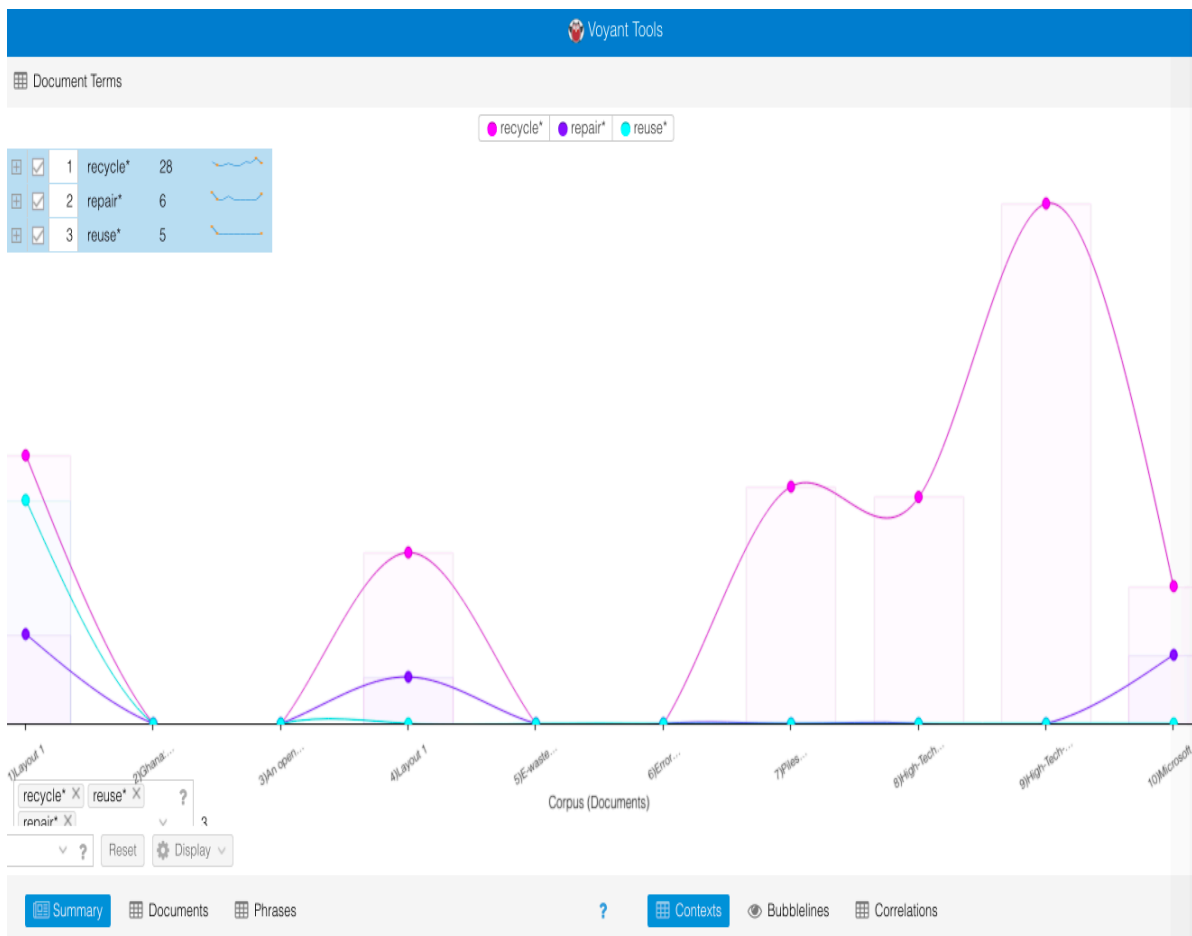 Voyant Tools
Document Terms
recycle* repair* reuse*
1 recycle* 28
2 repair* 6
3 reuse* 5
1)Layout 1 2)Ghana:... 3)An open... 4)Layout 1 5)E-waste... 6)Error... 7)Piles... 8)High-Tech... 9)High-Tech-... 10)Microsoft
Corpus (Documents)
recycle* X reuse* X ?
repair* X 3
? Reset Display
Summary Documents Phrases ? Contexts Bubblelines Correlations